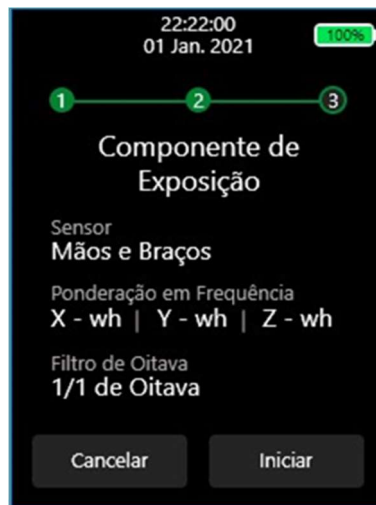 22:22:00
01 Jan. 2021
100%
1
2
3
Componente de
Exposição
Sensor
Mãos e Braços
Ponderação em Frequência
X - wh | Y - wh | Z - wh
Filtro de Oitava
1/1 de Oitava
Cancelar
Iniciar